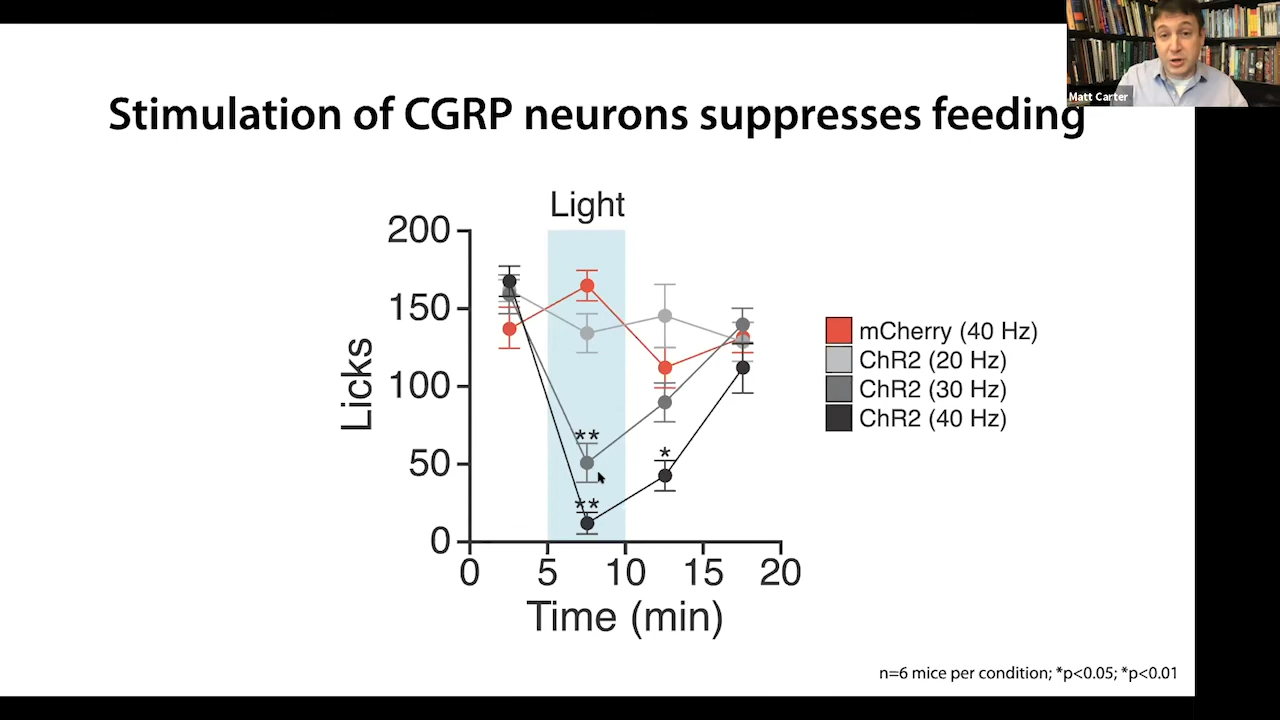 Matt Carter
Stimulation of CGRP neurons suppresses feeding
Light
200
150
100
50
0
Licks
**
**
*
0 5 10 15 20
Time (min)
mCherry (40 Hz)
ChR2 (20 Hz)
ChR2 (30 Hz)
ChR2 (40 Hz)
n=6 mice per condition; *p<0.05; *p<0.01